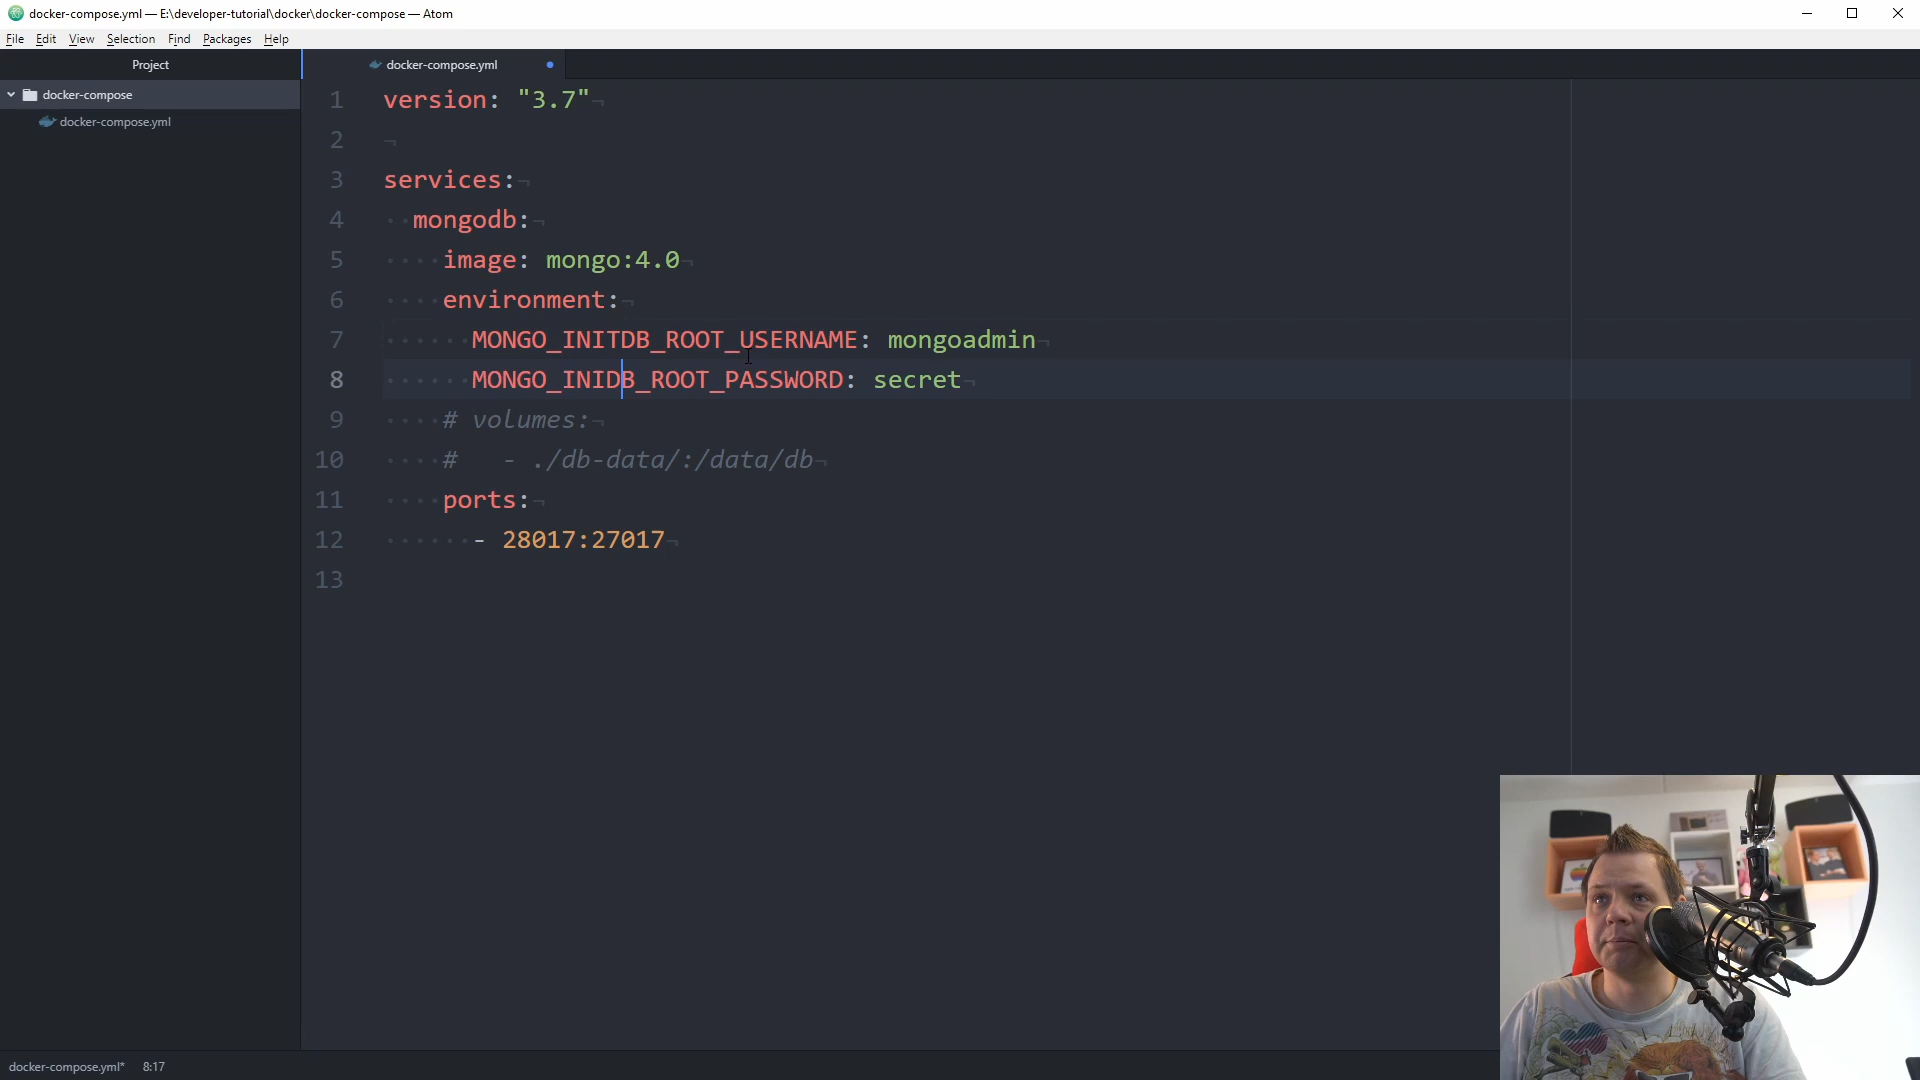 docker-compose.yml — E:\developer-tutorial\docker\docker-compose — Atom
File Edit View Selection Find Packages Help
Project
docker-compose.yml
docker-compose
docker-compose.yml
1 version: "3.7"
2
3 services:
4 mongodb:
5 image: mongo:4.0
6 environment:
7 MONGO_INITDB_ROOT_USERNAME: mongoadmin
8 MONGO_INIDB_ROOT_PASSWORD: secret
9 # volumes:
10 #   - ./db-data/:/data/db
11 ports:
12 - 28017:27017
13
docker-compose.yml* 8:17